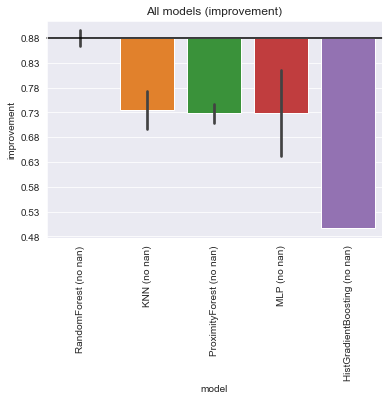 All models (improvement)
improvement
0.88
0.83
0.78
0.73
0.68
0.63
0.58
0.53
0.48
RandomForest (no nan)
KNN (no nan)
ProximityForest (no nan)
MLP (no nan)
HistGradientBoosting (no nan)
model